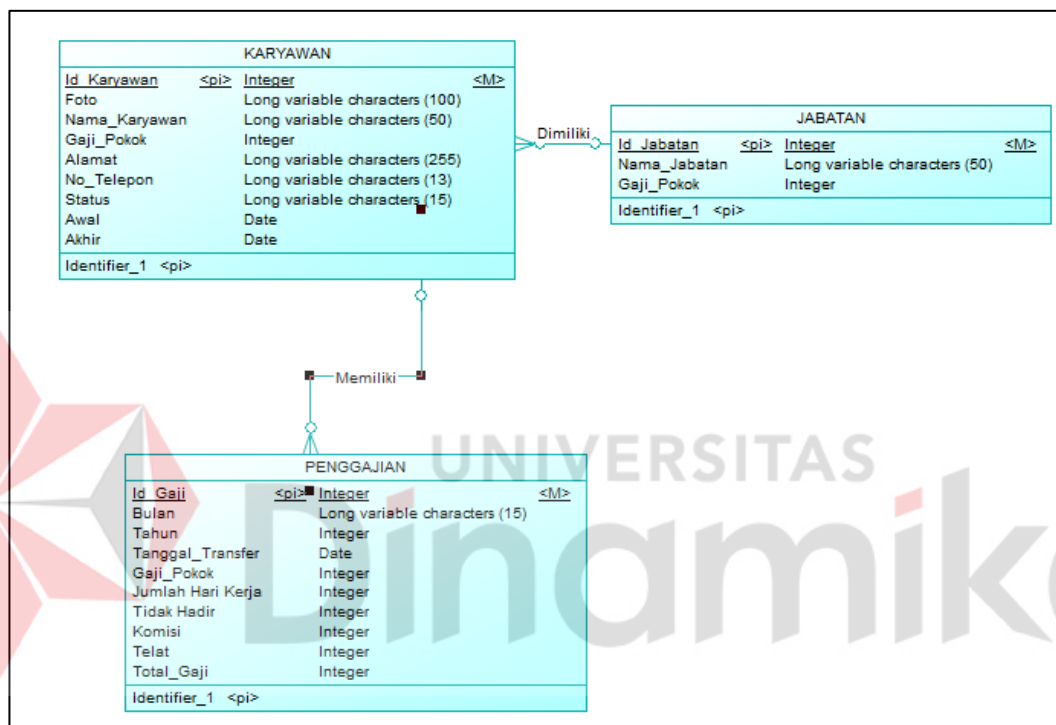 KARYAWAN
Id_Karyawan <pi> Integer <M>
Foto Long variable characters (100)
Nama_Karyawan Long variable characters (50)
Gaji_Pokok Integer
Alamat Long variable characters (255)
No_Telepon Long variable characters (13)
Status Long variable characters (15)
Awal Date
Akhir Date
Identifier_1 <pi>
Dimiliki
JABATAN
Id_Jabatan <pi> Integer <M>
Nama_Jabatan Long variable characters (50)
Gaji_Pokok Integer
Identifier_1 <pi>
Memiliki
PENGGAJIAN
Id_Gaji <pi> Integer <M>
Bulan Long variable characters (15)
Tahun Integer
Tanggal_Transfer Date
Gaji_Pokok Integer
Jumlah Hari Kerja Integer
Tidak Hadir Integer
Komisi Integer
Telat Integer
Total_Gaji Integer
Identifier_1 <pi>
UNIVERSITAS
Dinamika